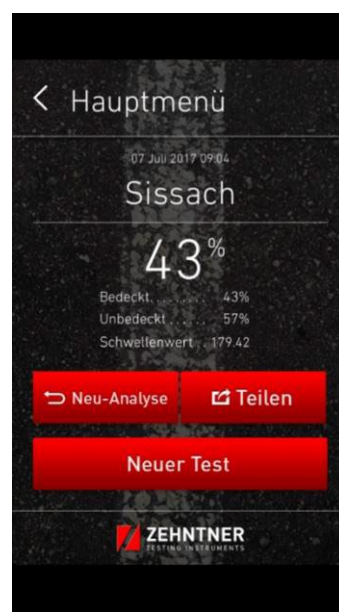 Hauptmenü
07 Juli 2017 09:04
Sissach
43%
Bedeckt....... 43%
Unbedeckt...... 57%
Schwellenwert.. 179.42
Neu-Analyse Teilen
Neuer Test
ZEHNTNER
TESTING INSTRUMENTS